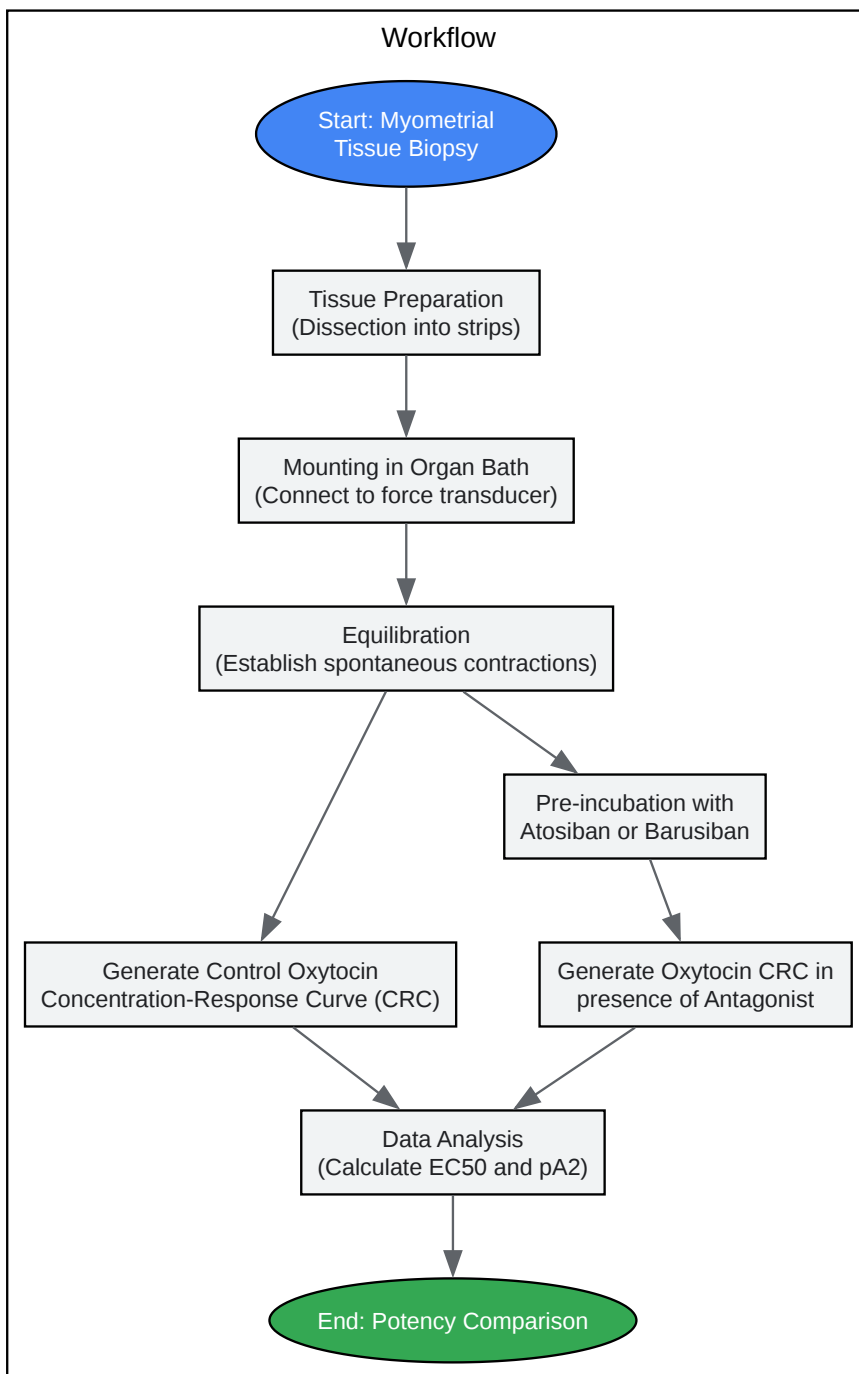 Workflow
Start: Myometrial
Tissue Biopsy
Tissue Preparation
(Dissection into strips)
Mounting in Organ Bath
(Connect to force transducer)
Equilibration
(Establish spontaneous contractions)
Pre-incubation with
Atosiban or Barusiban
Generate Control Oxytocin
Concentration-Response Curve (CRC)
Generate Oxytocin CRC in
presence of Antagonist
Data Analysis
(Calculate EC50 and pA2)
End: Potency Comparison